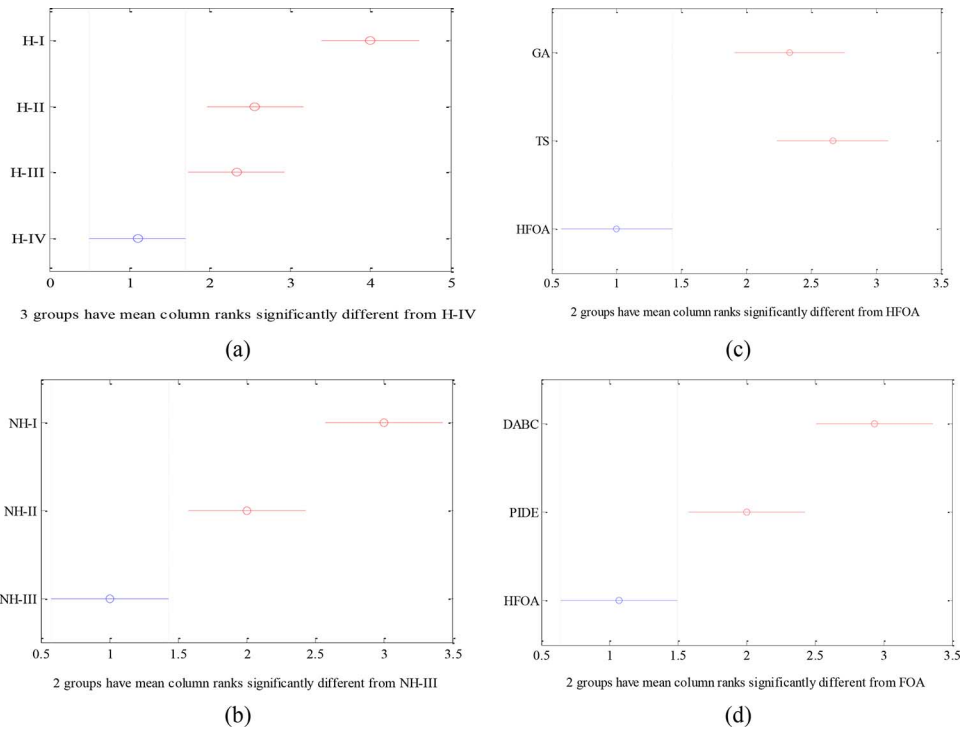 H-I
H-II
H-III
H-IV
0 1 2 3 4 5
3 groups have mean column ranks significantly different from H-IV
(a)
GA
TS
HFOA
0.5 1 1.5 2 2.5 3 3.5
2 groups have mean column ranks significantly different from HFOA
(c)
NH-I
NH-II
NH-III
0.5 1 1.5 2 2.5 3 3.5
2 groups have mean column ranks significantly different from NH-III
(b)
DABC
PIDE
HFOA
0.5 1 1.5 2 2.5 3 3.5
2 groups have mean column ranks significantly different from FOA
(d)